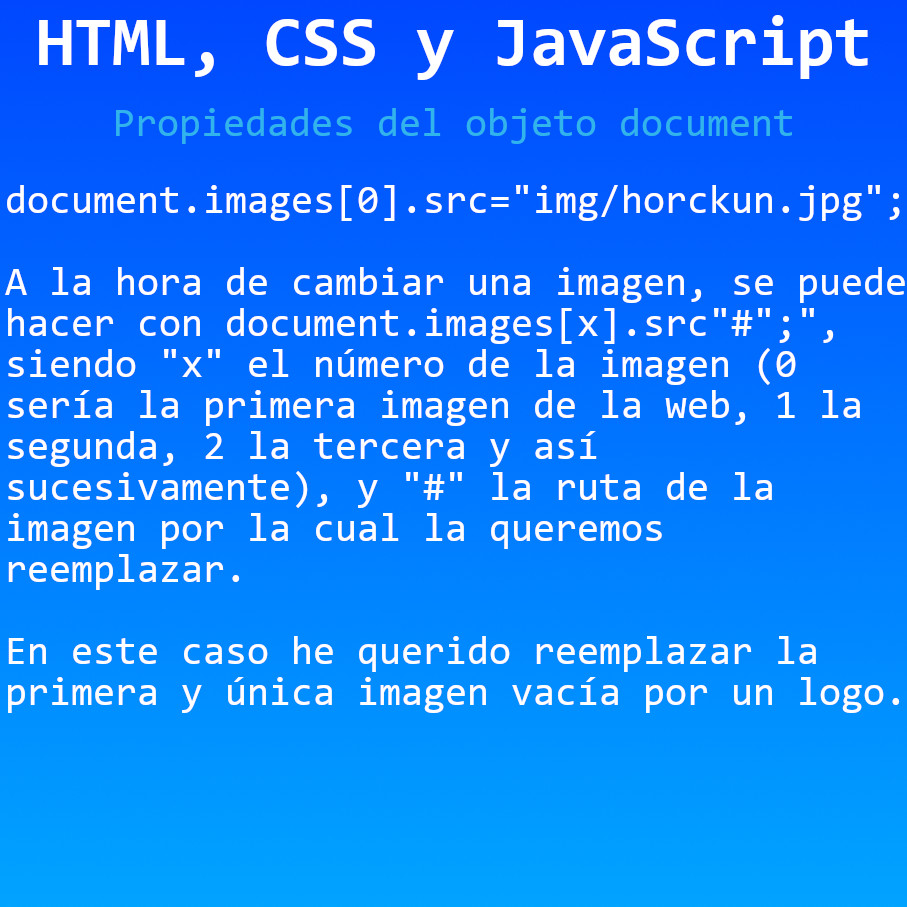 HTML, CSS y JavaScript
Propiedades del objeto document
document.images[0].src="img/horckun.jpg";
A la hora de cambiar una imagen, se puede
hacer con document.images[x].src"#";",
siendo "x" el número de la imagen (0
sería la primera imagen de la web, 1 la
segunda, 2 la tercera y así
sucesivamente), y "#" la ruta de la
imagen por la cual la queremos
reemplazar.
En este caso he querido reemplazar la
primera y única imagen vacía por un logo.